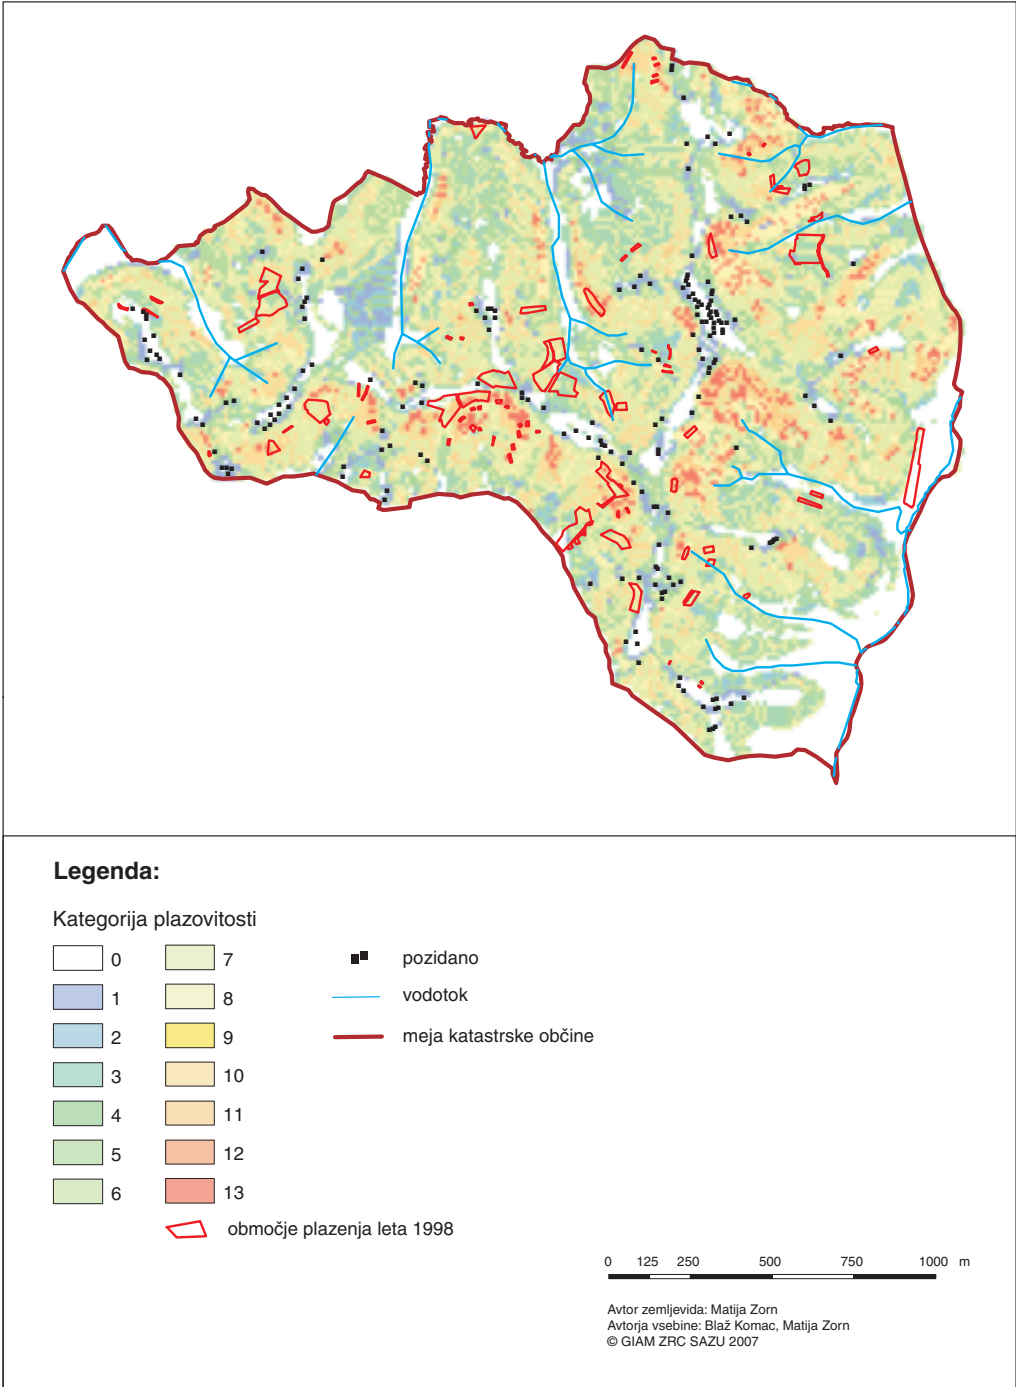 Legenda:
Kategorija plazovitosti
0
1
2
3
4
5
6
7
8
9
10
11
12
13
območje plazenja leta 1998
pozidano
vodotok
meja katastrske občine
0 125 250 500 750 1000 m
Avtor zemljevida: Matija Zorn
Avtorja vsebine: Blaž Komac, Matija Zorn
© GIAM ZRC SAZU 2007